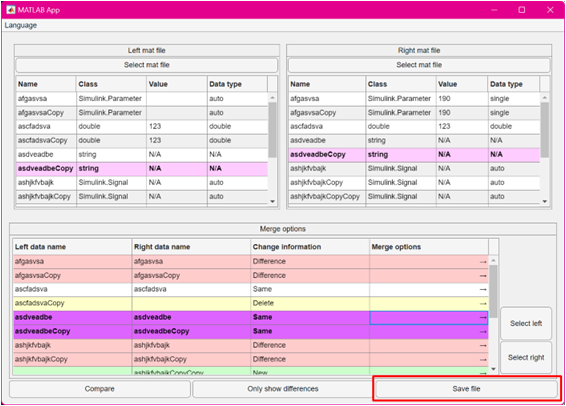 MATLAB App
Language
Left mat file
Right mat file
Select mat file
Select mat file
Name Class Value Data type
afgasvsa Simulink.Parameter auto
afgasvsaCopy Simulink.Parameter auto
ascfadsva double 123 double
ascfadsvaCopy double 123 double
asdveadbe string N/A N/A
asdveadbeCopy string N/A N/A
ashjkfvbajk Simulink.Signal N/A auto
ashjkfvbajkCopy Simulink.Signal N/A auto
Name Class Value Data type
afgasvsa Simulink.Parameter 190 single
afgasvsaCopy Simulink.Parameter 190 single
ascfadsva double 123 double
asdveadbe string N/A N/A
asdveadbeCopy string N/A N/A
ashjkfvbajk Simulink.Signal N/A auto
ashjkfvbajkCopy Simulink.Signal N/A auto
ashjkfvbajkCopyCopy Simulink.Signal N/A auto
Merge options
Left data name Right data name Change information Merge options
afgasvsa afgasvsa Difference →
afgasvsaCopy afgasvsaCopy Difference →
ascfadsva ascfadsva Same →
ascfadsvaCopy Delete →
asdveadbe asdveadbe Same →
asdveadbeCopy asdveadbeCopy Same →
ashjkfvbajk ashjkfvbajk Difference →
ashjkfvbajkCopy ashjkfvbajkCopy Difference →
ashjkfvbajkCopyCopy New →
Select left
Select right
Compare
Only show differences
Save file